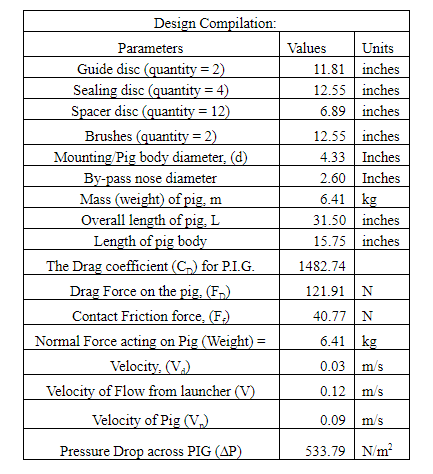 Design Compilation:
Parameters Values Units
Guide disc (quantity = 2) 11.81 inches
Sealing disc (quantity = 4) 12.55 inches
Spacer disc (quantity = 12) 6.89 inches
Brushes (quantity = 2) 12.55 inches
Mounting/Pig body diameter, (d) 4.33 Inches
By-pass nose diameter 2.60 Inches
Mass (weight) of pig, m 6.41 kg
Overall length of pig, L 31.50 inches
Length of pig body 15.75 inches
The Drag coefficient (C_D) for P.I.G. 1482.74
Drag Force on the pig, (F_D) 121.91 N
Contact Friction force, (F_f) 40.77 N
Normal Force acting on Pig (Weight) = 6.41 kg
Velocity, (V_d) 0.03 m/s
Velocity of Flow from launcher (V) 0.12 m/s
Velocity of Pig (V_p) 0.09 m/s
Pressure Drop across PIG (ΔP) 533.79 N/m²